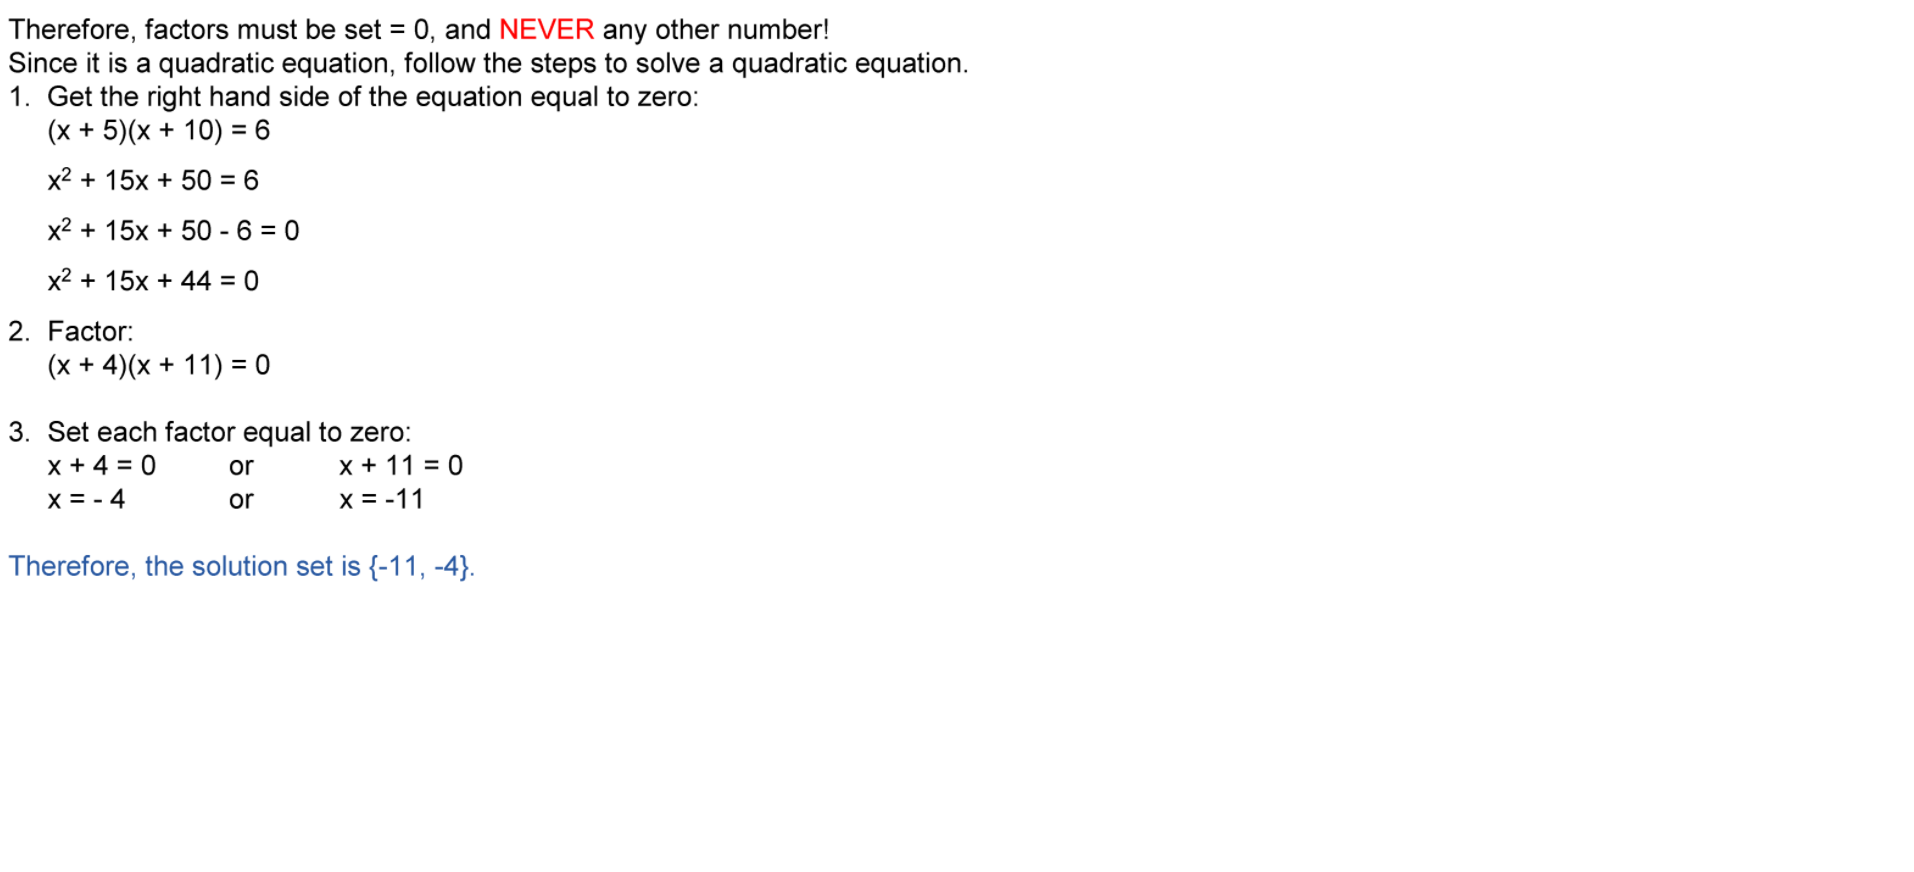 Therefore, factors must be set = 0, and NEVER any other number!
Since it is a quadratic equation, follow the steps to solve a quadratic equation.
1. Get the right hand side of the equation equal to zero:
(x + 5)(x + 10) = 6
x² + 15x + 50 = 6
x² + 15x + 50 - 6 = 0
x² + 15x + 44 = 0
2. Factor:
(x + 4)(x + 11) = 0
3. Set each factor equal to zero:
x + 4 = 0 or x + 11 = 0
x = - 4 or x = -11
Therefore, the solution set is {-11, -4}.